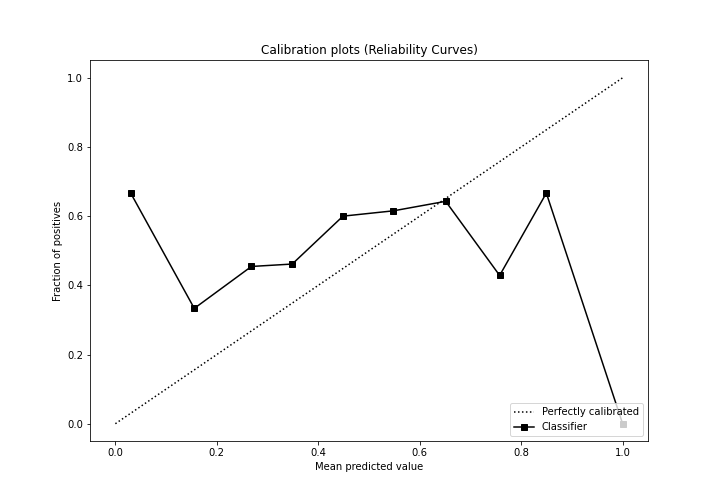 Calibration plots (Reliability Curves)
Fraction of positives
1.0
0.8
0.6
0.4
0.2
0.0
0.0 0.2 0.4 0.6 0.8 1.0
Mean predicted value
Perfectly calibrated
Classifier